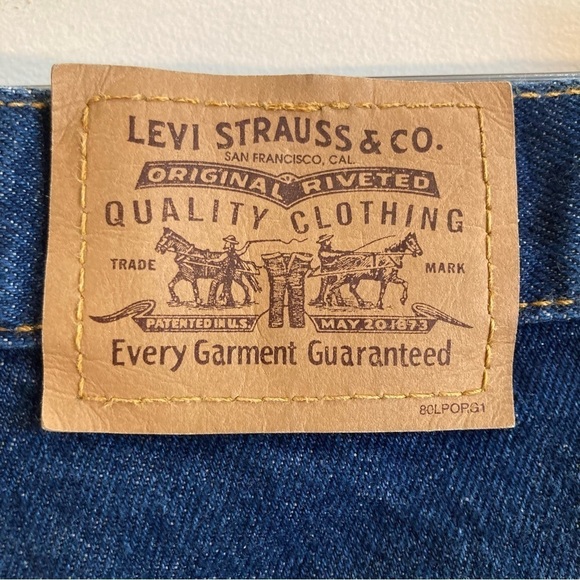 LEVI STRAUSS & CO.
SAN FRANCISCO, CAL.
ORIGINAL RIVETED
QUALITY CLOTHING
TRADE MARK
PATENTED IN U.S. MAY 20 1873
Every Garment Guaranteed
80LPOPG1